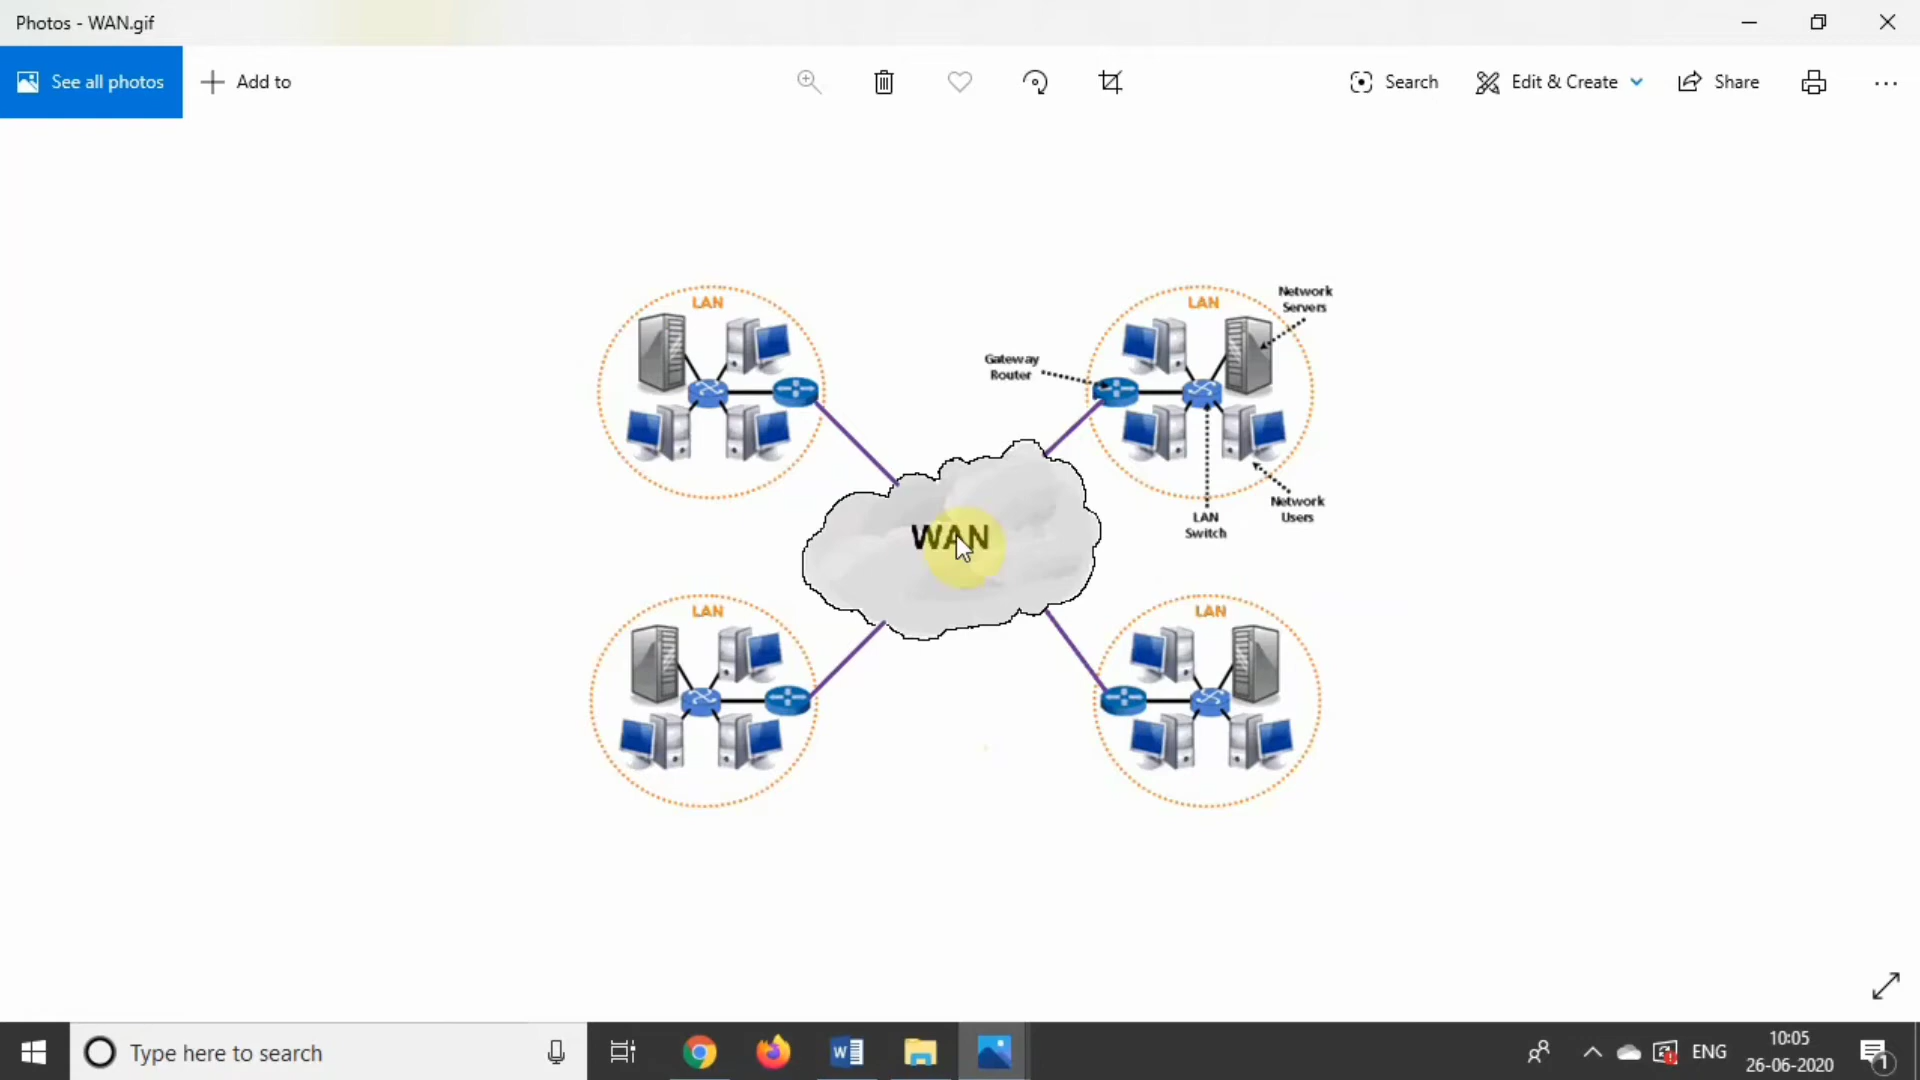 Photos - WAN.gif
See all photos
Add to
Search
Edit & Create
Share
LAN
LAN
Network
Servers
Gateway
Router
WAN
Network
Users
LAN
Switch
LAN
LAN
Type here to search
ENG
10:05
26-06-2020
1